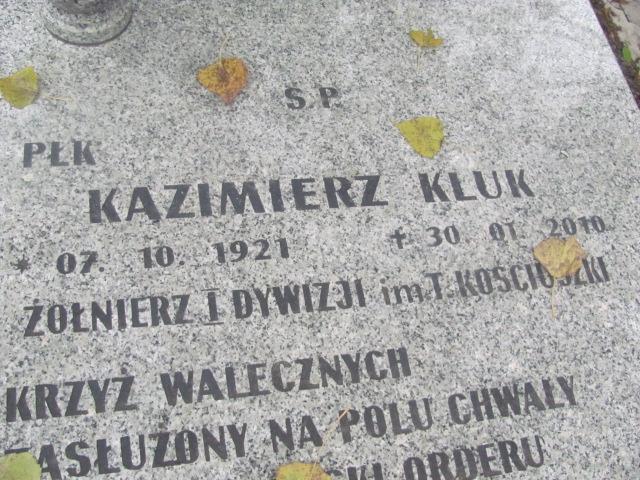 Ś.P.
PŁK
KAZIMIERZ KLUK
* 07. 10. 1921 ✝ 30. 01. 2010
ŻOŁNIERZ I DYWIZJI im.T. KOŚCIUSZKI
KRZYŻ WALECZNYCH
ZASŁUŻONY NA POLU CHWAŁY
ORDERU